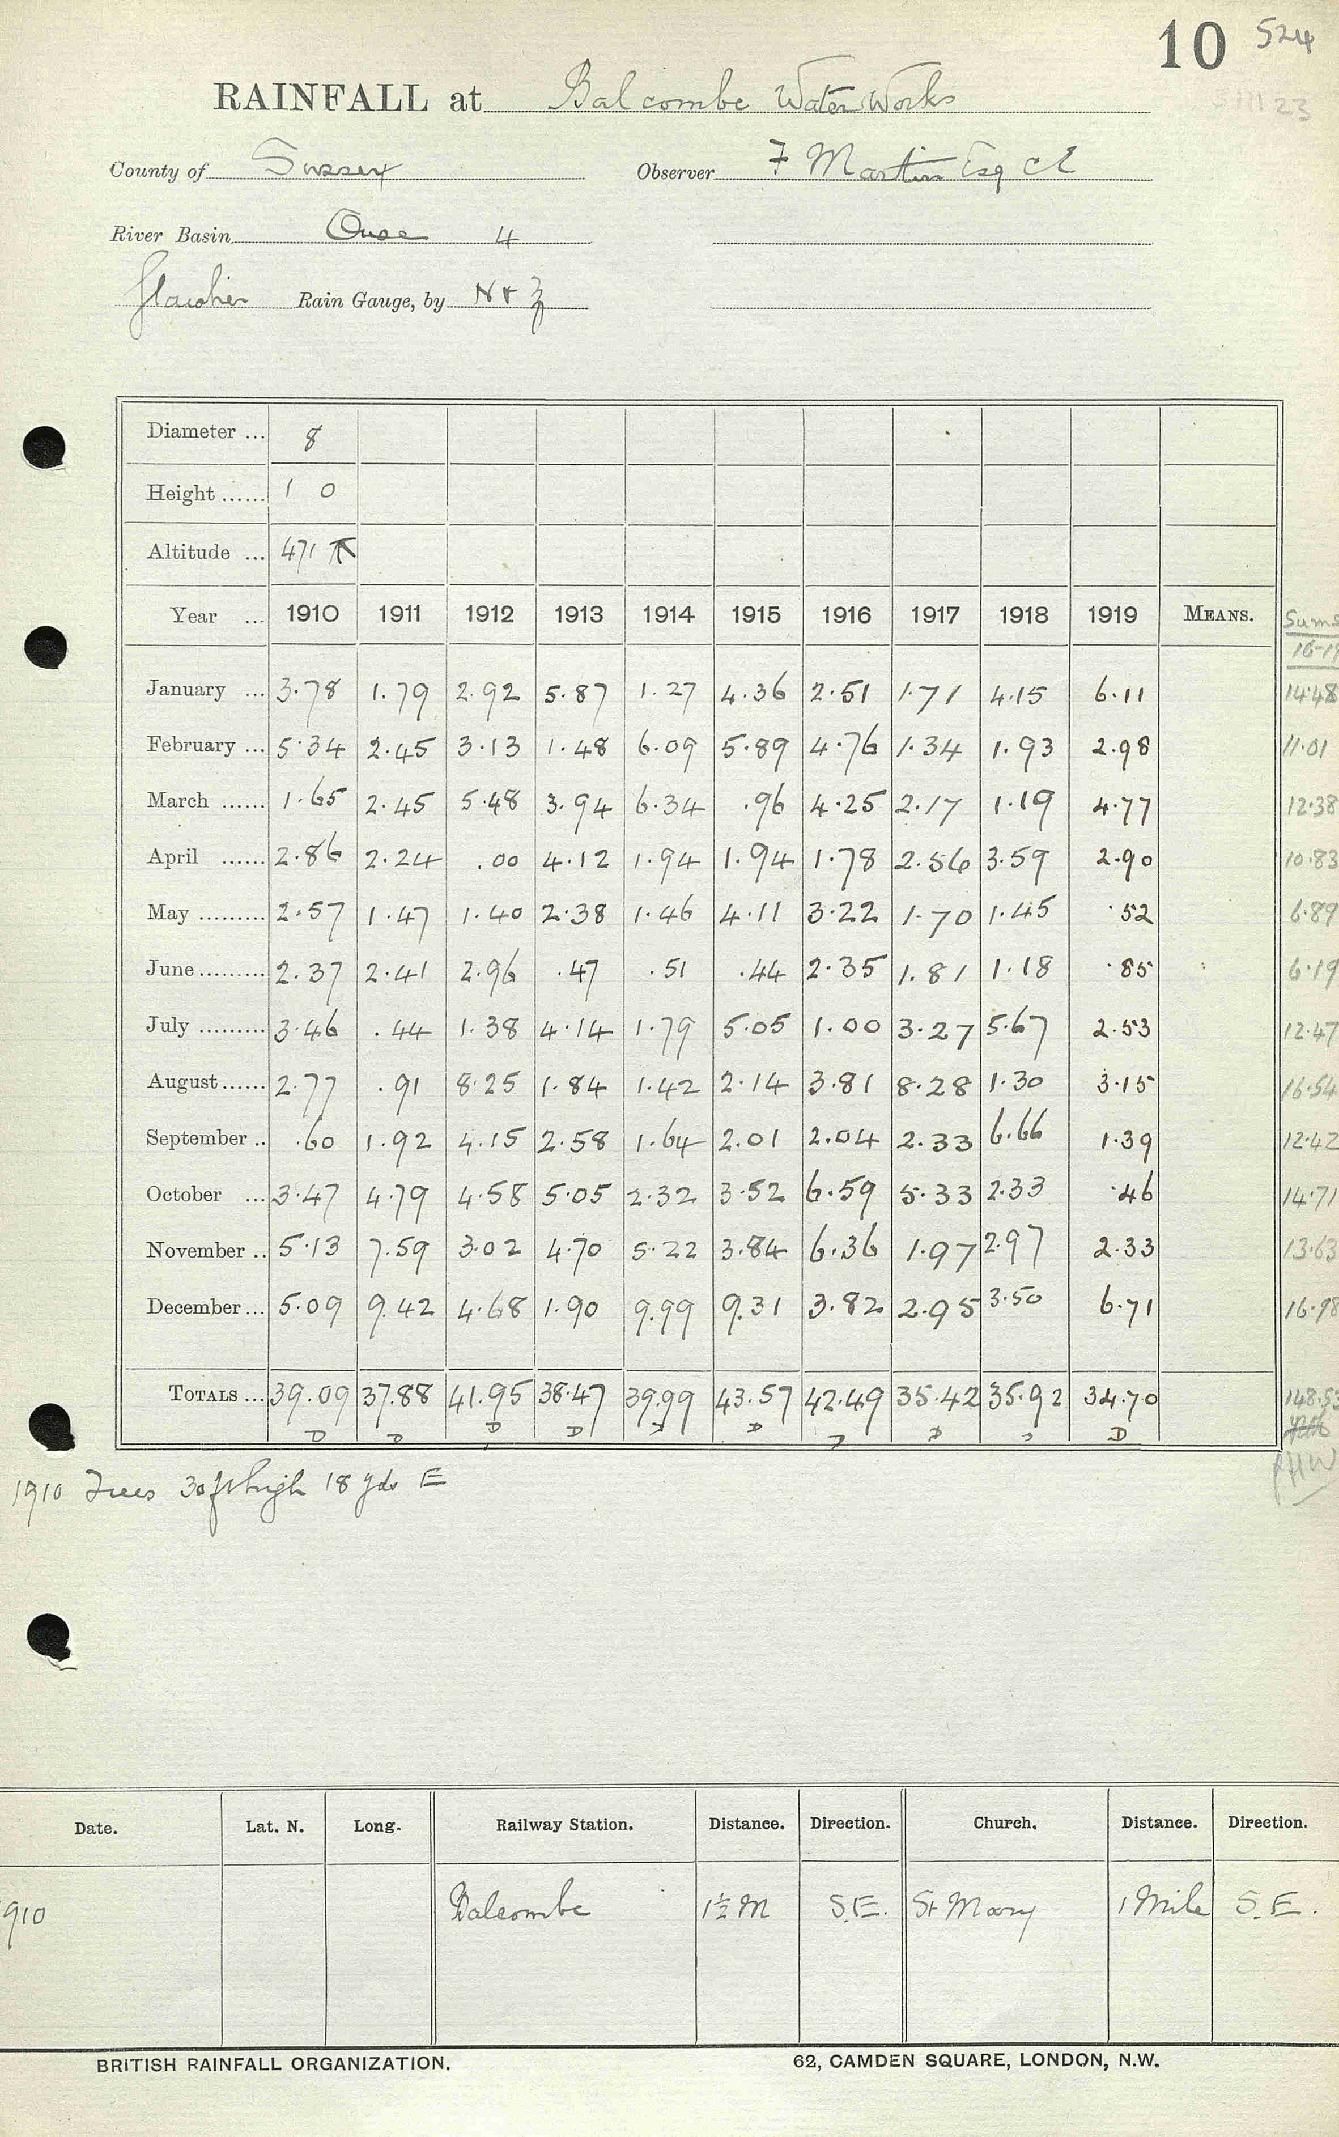 10 524
RAINFALL at Balcombe Water Works
County of Sussex Observer F Martin Esq CE
River Basin Ouse 4
Glaisher Rain Gauge, by N & Z
Diameter ... 8
Height ...... 1 0
Altitude ... 471
Year ... 1910 1911 1912 1913 1914 1915 1916 1917 1918 1919 MEANS. Sums
16-19
January ... 3.78 1.79 2.92 5.87 1.27 4.36 2.51 1.71 4.15 6.11 14.48
February ... 5.34 2.45 3.13 1.48 6.09 5.89 4.76 1.34 1.93 2.98 11.01
March ...... 1.65 2.45 5.48 3.94 6.34 .96 4.25 2.17 1.19 4.77 12.38
April ...... 2.86 2.24 .00 4.12 1.94 1.94 1.78 2.56 3.59 2.90 10.83
May ......... 2.57 1.47 1.40 2.38 1.46 4.11 3.22 1.70 1.45 .52 6.89
June ......... 2.37 2.41 2.96 .47 .51 .44 2.35 1.81 1.18 .85 6.19
July ......... 3.46 .44 1.38 4.14 1.79 5.05 1.00 3.27 5.67 2.53 12.47
August ...... 2.77 .91 8.25 1.84 1.42 2.14 3.81 8.28 1.30 3.15 16.54
September .. .60 1.92 4.15 2.58 1.64 2.01 2.04 2.33 6.66 1.39 12.42
October ... 3.47 4.79 4.58 5.05 2.32 3.52 6.59 5.33 2.33 .46 14.71
November .. 5.13 7.59 3.02 4.70 5.22 3.84 6.36 1.97 2.97 2.33 13.63
December ... 5.09 9.42 4.68 1.90 9.99 9.31 3.82 2.95 3.50 6.71 16.98
TOTALS ... 39.09 37.88 41.95 38.47 39.99 43.57 42.49 35.42 35.92 34.70 148.53
D D D D D D D D D D
PHW
1910 Trees 30ft high 18 yds E
Date. Lat. N. Long. Railway Station. Distance. Direction. Church. Distance. Direction.
910 Balcombe 1½ M S.E. St Mary 1 Mile S.E.
BRITISH RAINFALL ORGANIZATION. 62, CAMDEN SQUARE, LONDON, N.W.